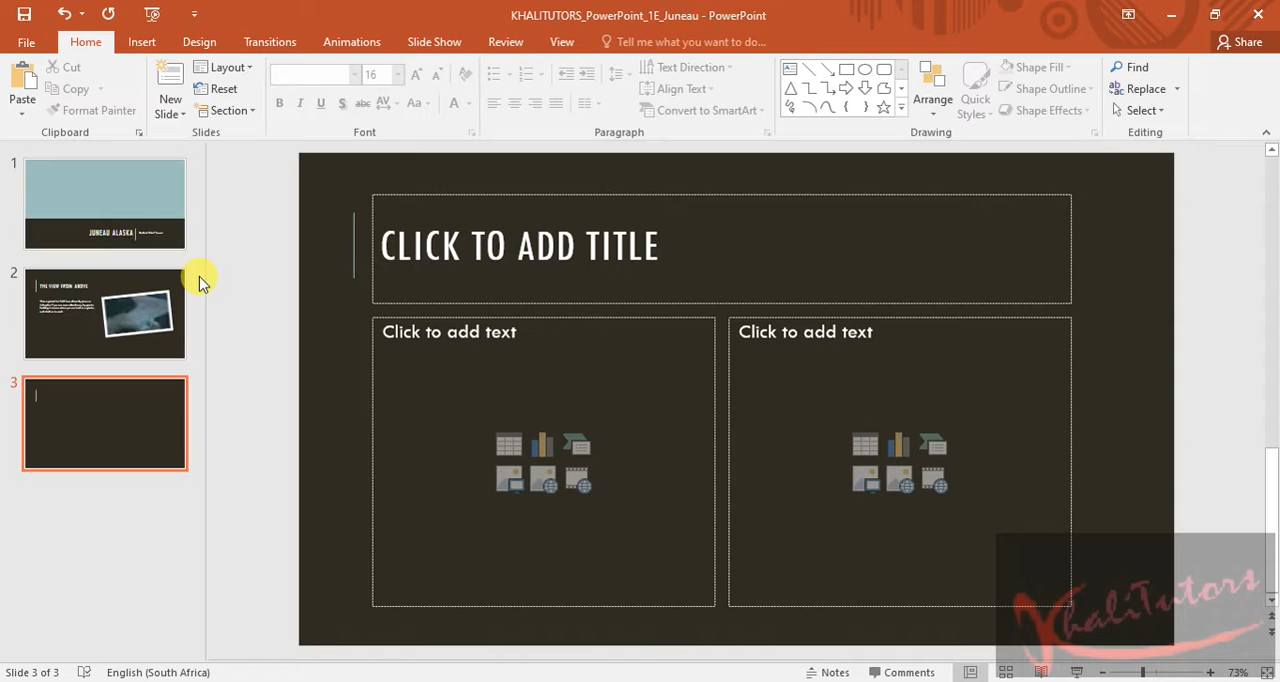 KHALITUTORS_PowerPoint_1E_Juneau - PowerPoint
File Home Insert Design Transitions Animations Slide Show Review View Tell me what you want to do... Share
Paste
Cut
Copy
Format Painter
Clipboard
New Slide
Layout
Reset
Section
Slides
16
B I U S abc AV Aa A
Font
Text Direction
Align Text
Convert to SmartArt
Paragraph
Arrange
Quick Styles
Shape Fill
Shape Outline
Shape Effects
Drawing
Find
Replace
Select
Editing
1
JUNEAU ALASKA
2
THE VIEW FROM ABOVE
3
CLICK TO ADD TITLE
Click to add text
Click to add text
KhaliTutors
Slide 3 of 3 English (South Africa) Notes Comments 73%